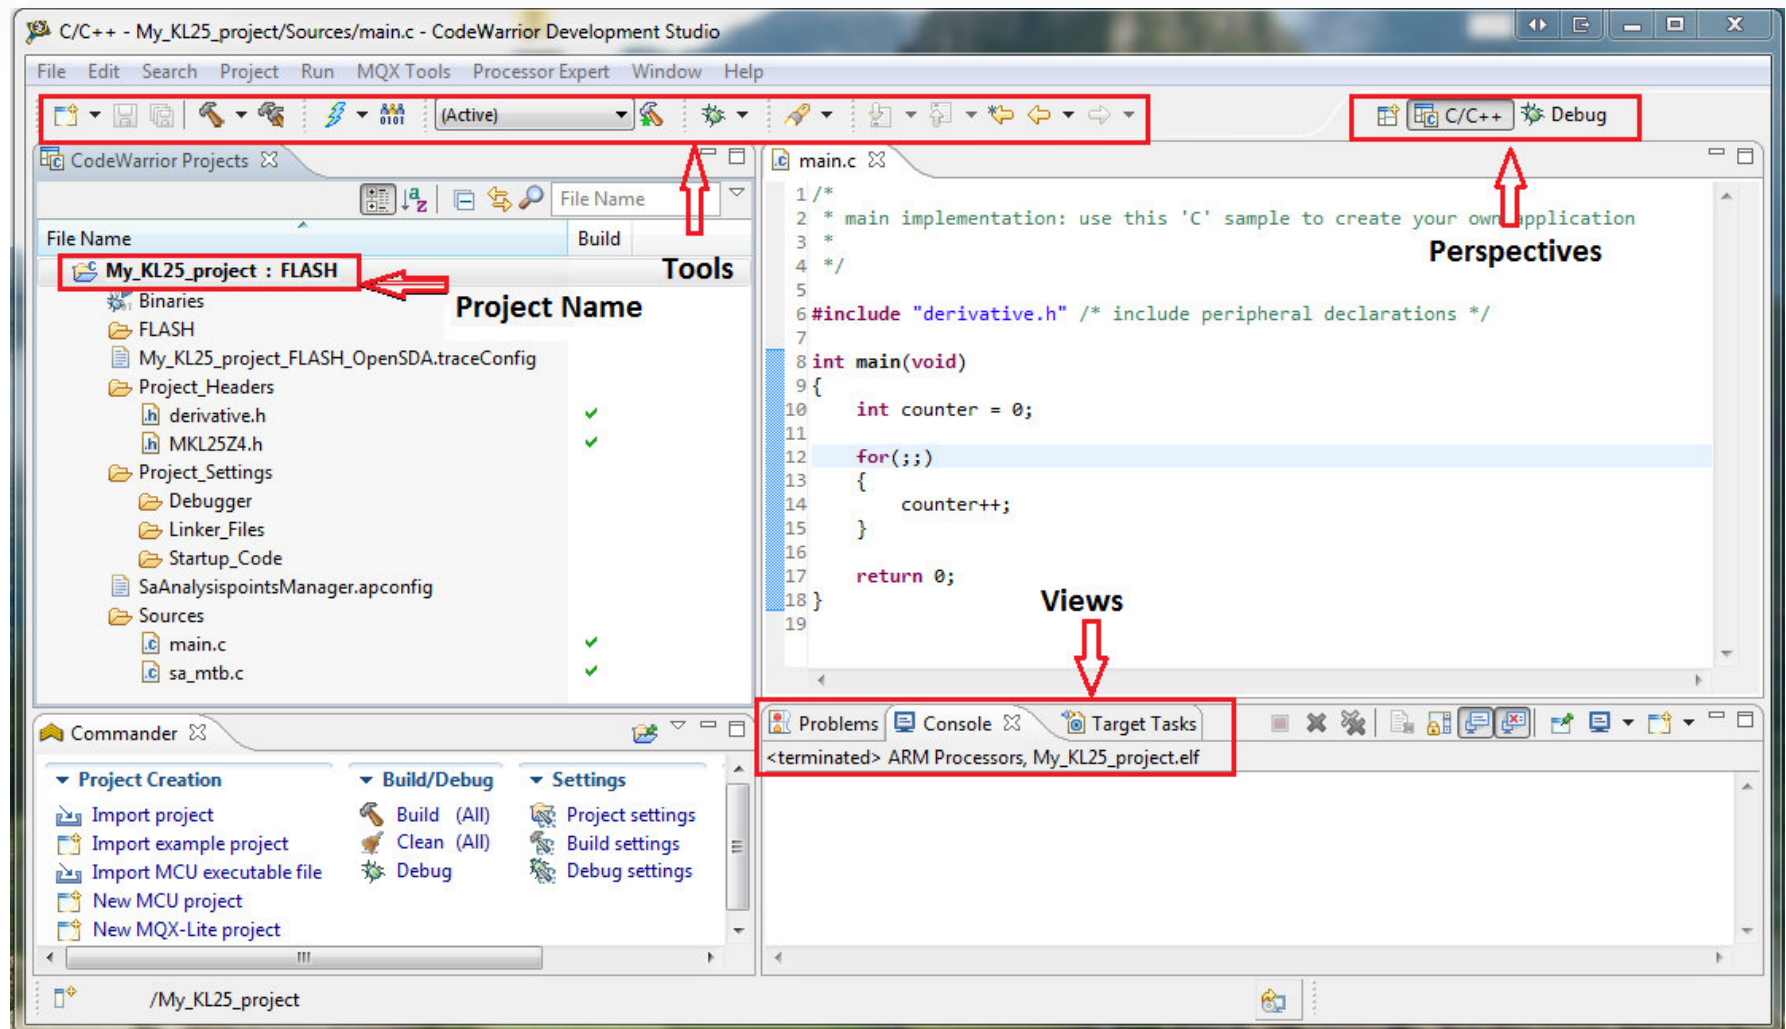 C/C++ - My_KL25_project/Sources/main.c - CodeWarrior Development Studio
File Edit Search Project Run MQX Tools Processor Expert Window Help
(Active)
C/C++ Debug
CodeWarrior Projects
File Name
File Name Build
My_KL25_project : FLASH
Binaries
FLASH
My_KL25_project_FLASH_OpenSDA.traceConfig
Project_Headers
derivative.h
MKL25Z4.h
Project_Settings
Debugger
Linker_Files
Startup_Code
SaAnalysispointsManager.apconfig
Sources
main.c
sa_mtb.c
Tools
Project Name
main.c
1 /*
2  * main implementation: use this 'C' sample to create your own application
3  *
4  */
5
6 #include "derivative.h" /* include peripheral declarations */
7
8 int main(void)
9 {
10     int counter = 0;
11
12     for(;;)
13     {
14         counter++;
15     }
16
17     return 0;
18 }
19
Perspectives
Views
Commander
Project Creation
Import project
Import example project
Import MCU executable file
New MCU project
New MQX-Lite project
Build/Debug
Build (All)
Clean (All)
Debug
Settings
Project settings
Build settings
Debug settings
Problems Console Target Tasks
<terminated> ARM Processors, My_KL25_project.elf
/My_KL25_project